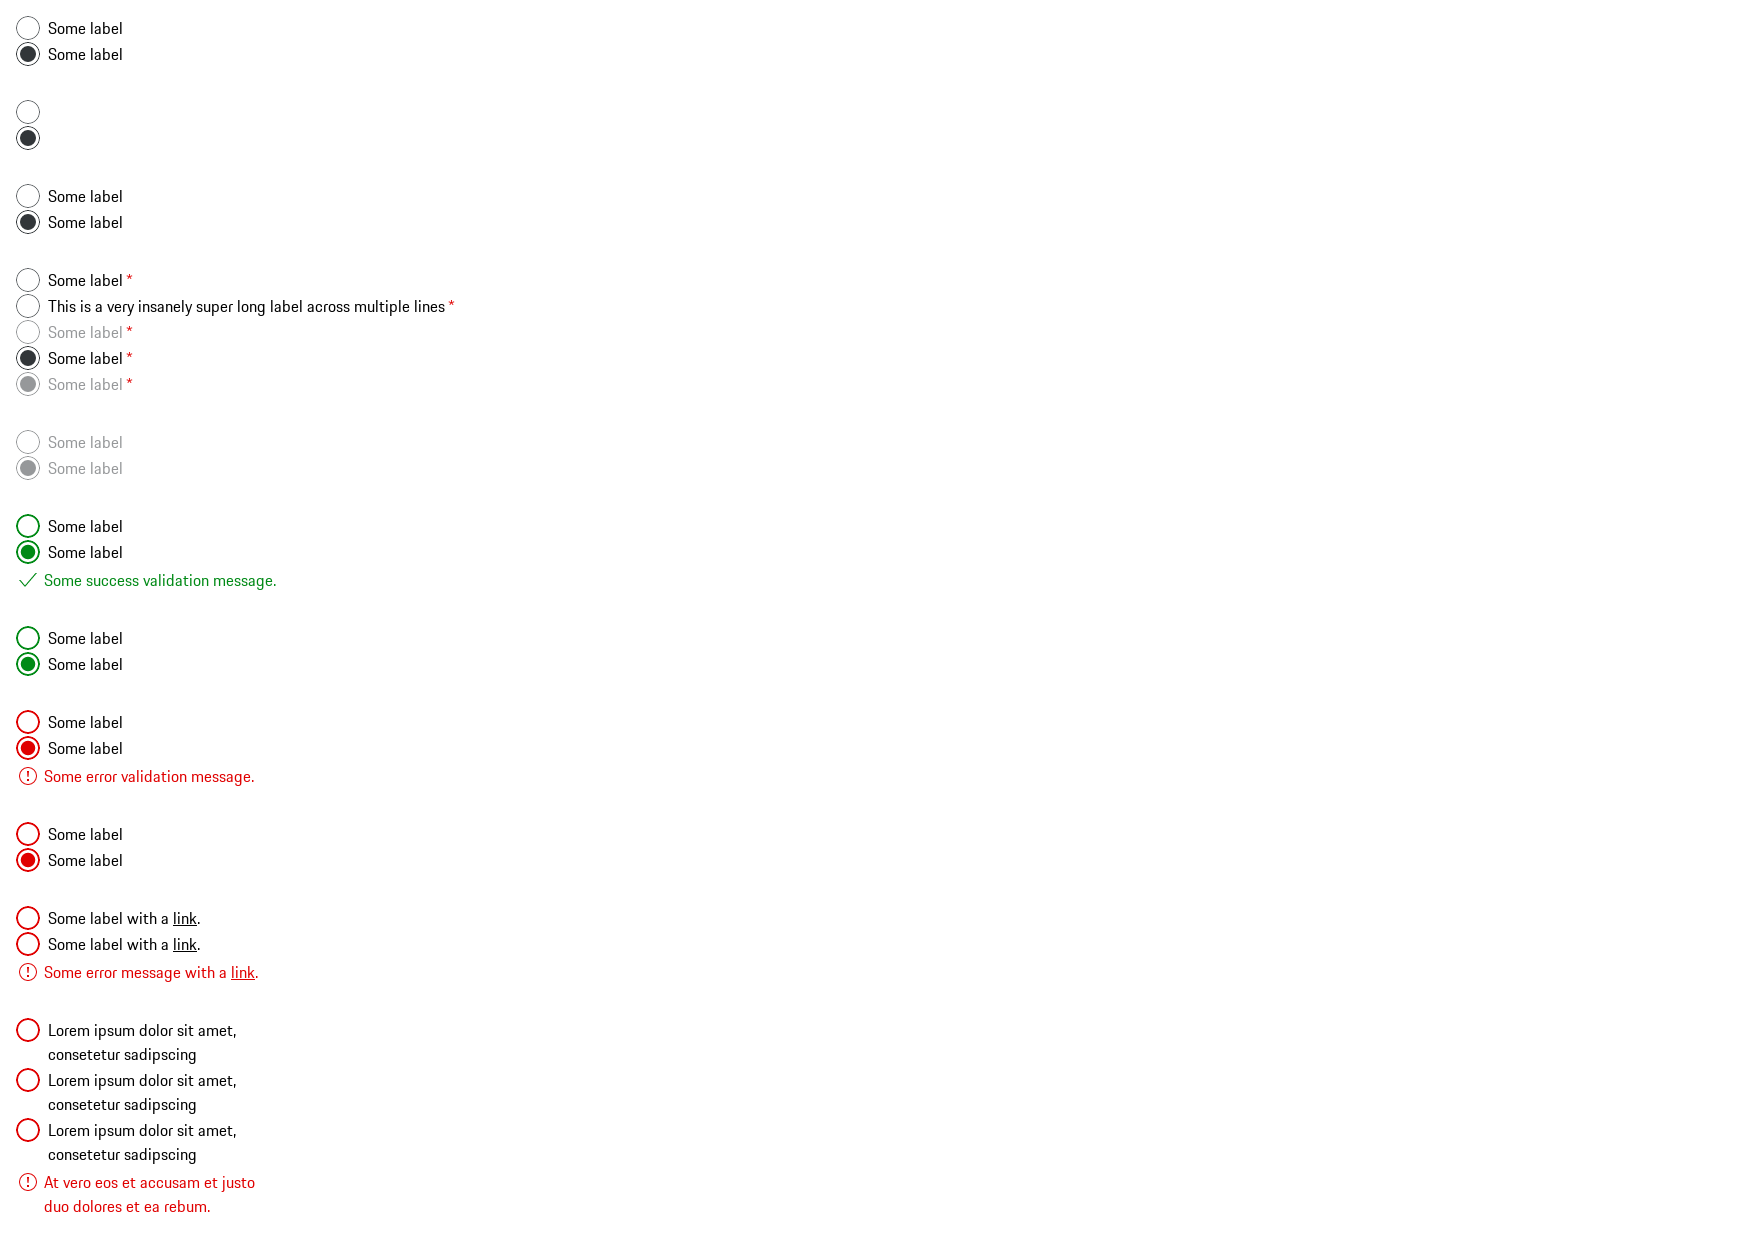 Some label
Some label
Some label
Some label
Some label *
This is a very insanely super long label across multiple lines *
Some label *
Some label *
Some label *
Some label
Some label
Some label
Some label
Some success validation message.
Some label
Some label
Some label
Some label
Some error validation message.
Some label
Some label
Some label with a link.
Some label with a link.
Some error message with a link.
Lorem ipsum dolor sit amet,
consetetur sadipscing
Lorem ipsum dolor sit amet,
consetetur sadipscing
Lorem ipsum dolor sit amet,
consetetur sadipscing
At vero eos et accusam et justo
duo dolores et ea rebum.